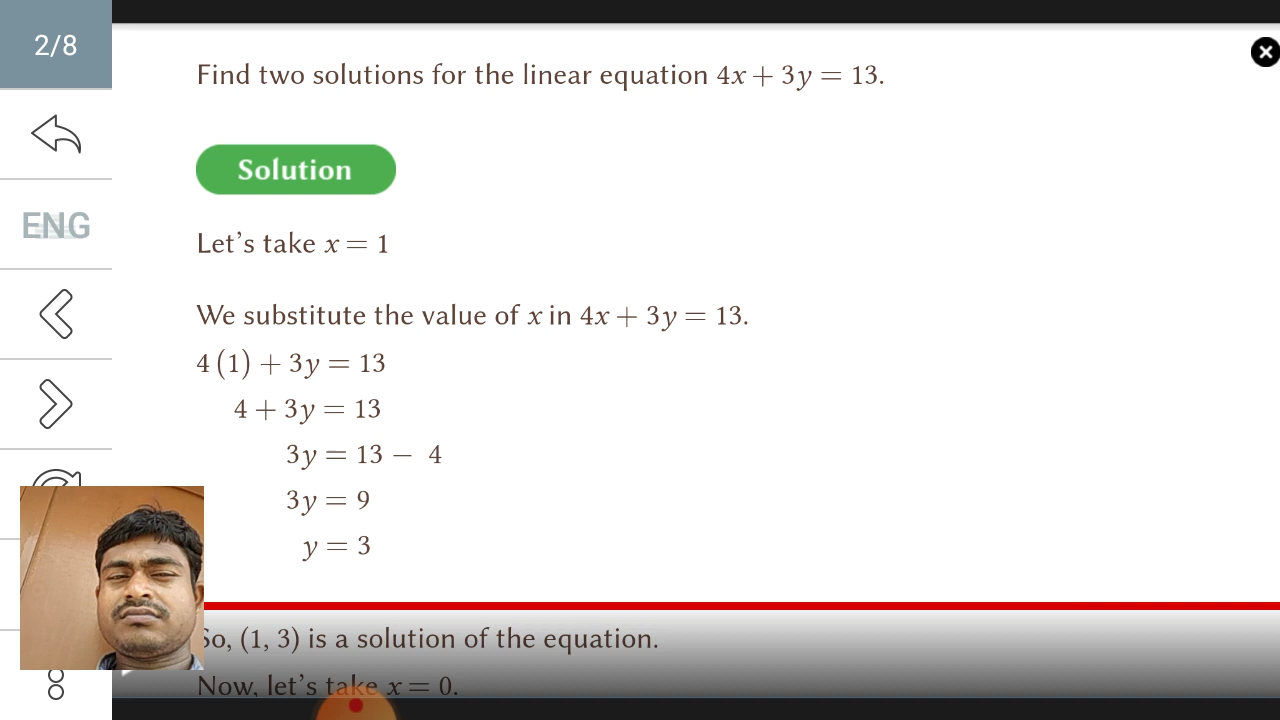 2/8
ENG
Find two solutions for the linear equation 4x + 3y = 13.
Solution
Let’s take x = 1
We substitute the value of x in 4x + 3y = 13.
4 (1) + 3y = 13
4 + 3y = 13
3y = 13 − 4
3y = 9
y = 3
So, (1, 3) is a solution of the equation.
Now, let’s take x = 0.